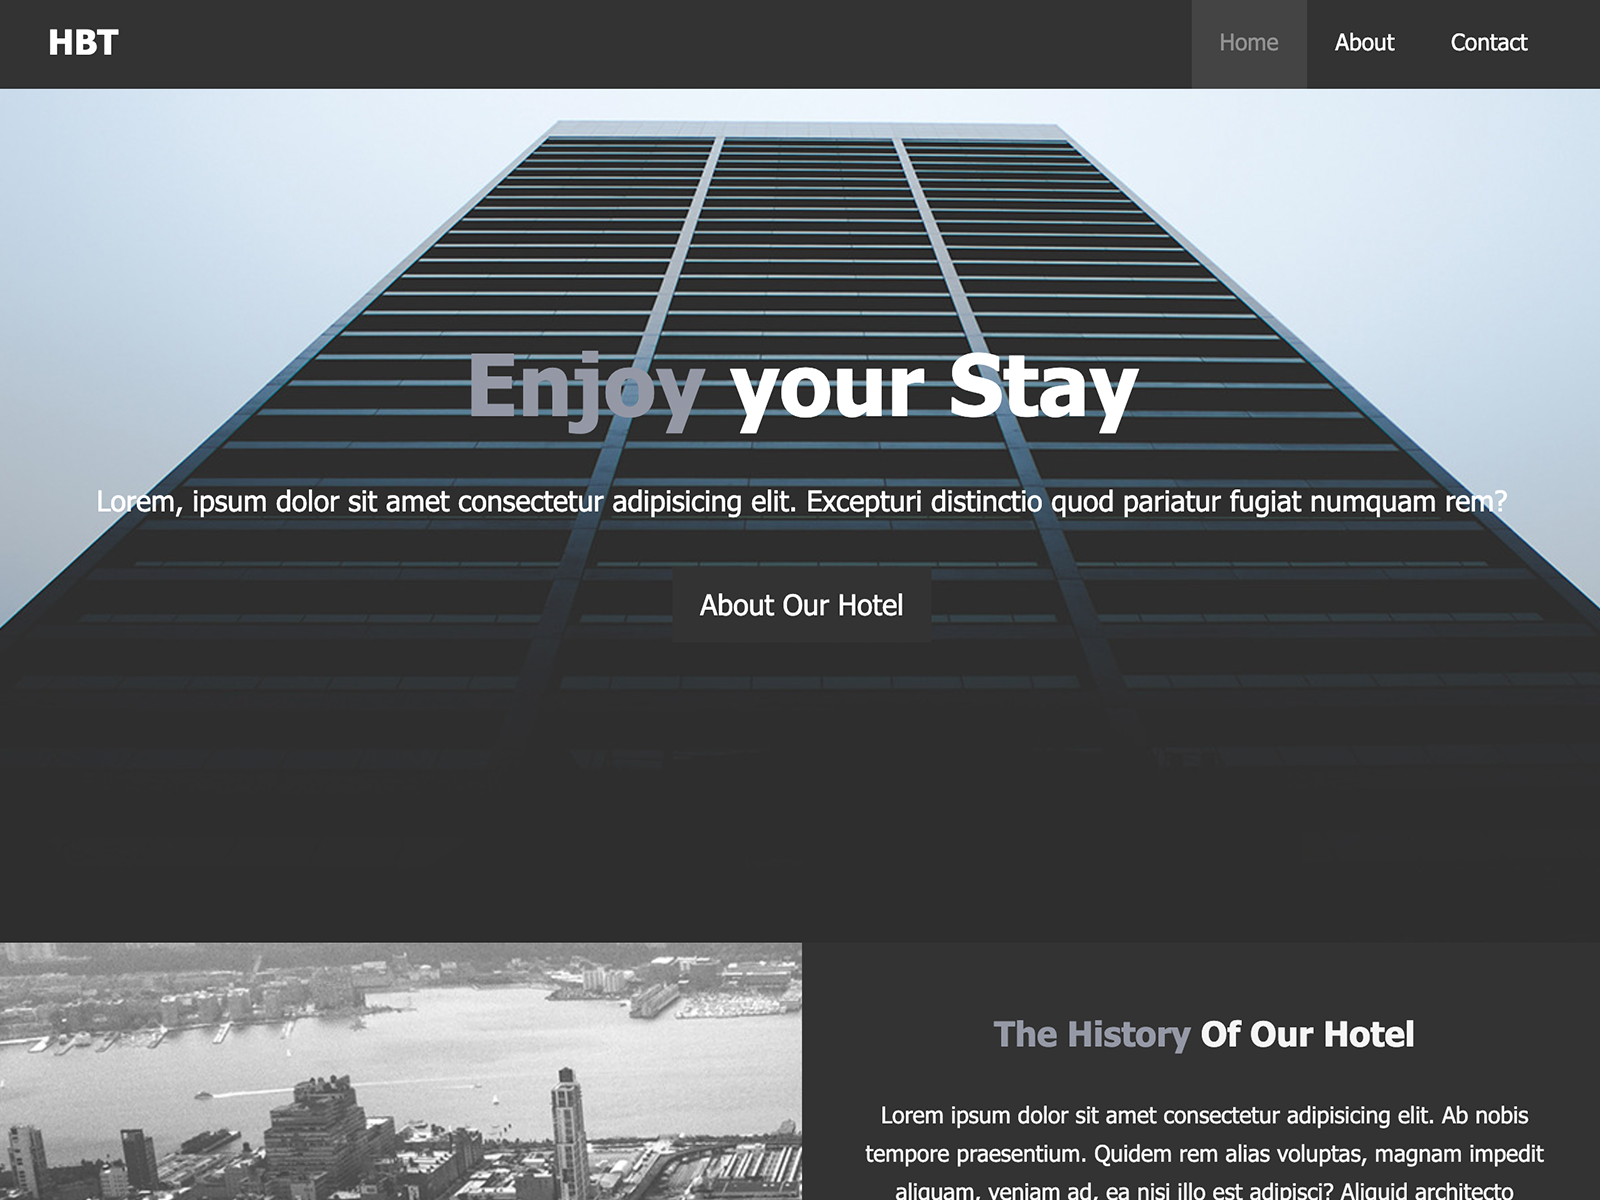 HBT
Home
About
Contact
Enjoy your Stay
Lorem, ipsum dolor sit amet consectetur adipisicing elit. Excepturi distinctio quod pariatur fugiat numquam rem?
About Our Hotel
The History Of Our Hotel
Lorem ipsum dolor sit amet consectetur adipisicing elit. Ab nobis
tempore praesentium. Quidem rem alias voluptas, magnam impedit
aliquam, veniam ad, ea nisi illo est adipisci? Aliquid architecto